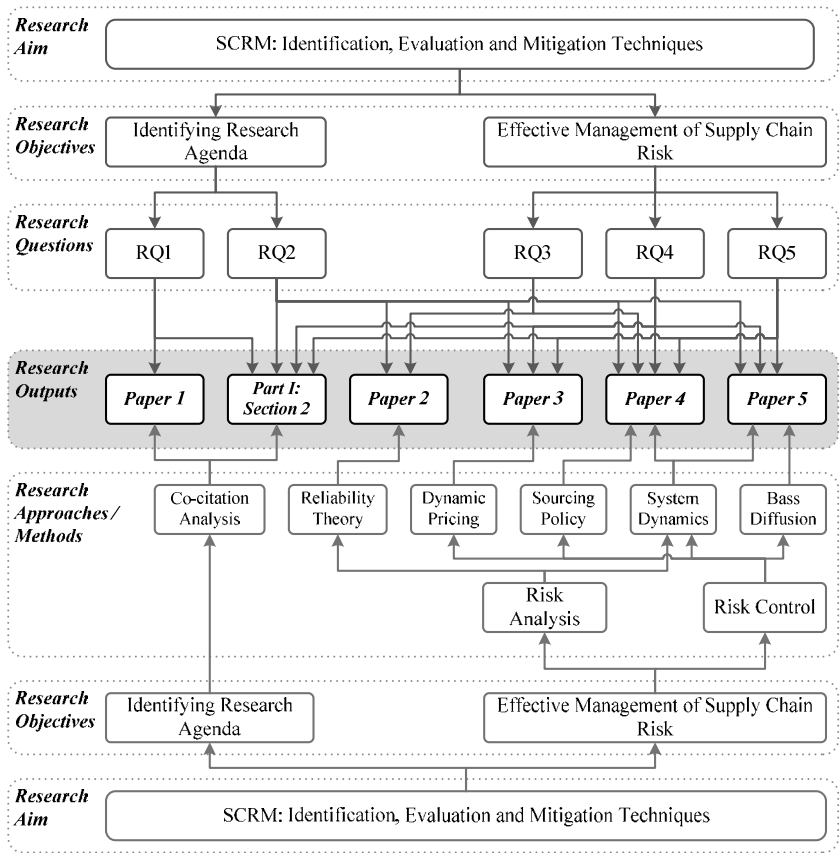 Research
Aim
SCRM: Identification, Evaluation and Mitigation Techniques
Research
Objectives
Identifying Research
Agenda
Effective Management of Supply Chain
Risk
Research
Questions
RQ1
RQ2
RQ3
RQ4
RQ5
Research
Outputs
Paper 1
Part I:
Section 2
Paper 2
Paper 3
Paper 4
Paper 5
Research
Approaches /
Methods
Co-citation
Analysis
Reliability
Theory
Dynamic
Pricing
Sourcing
Policy
System
Dynamics
Bass
Diffusion
Risk
Analysis
Risk Control
Research
Objectives
Identifying Research
Agenda
Effective Management of Supply Chain
Risk
Research
Aim
SCRM: Identification, Evaluation and Mitigation Techniques